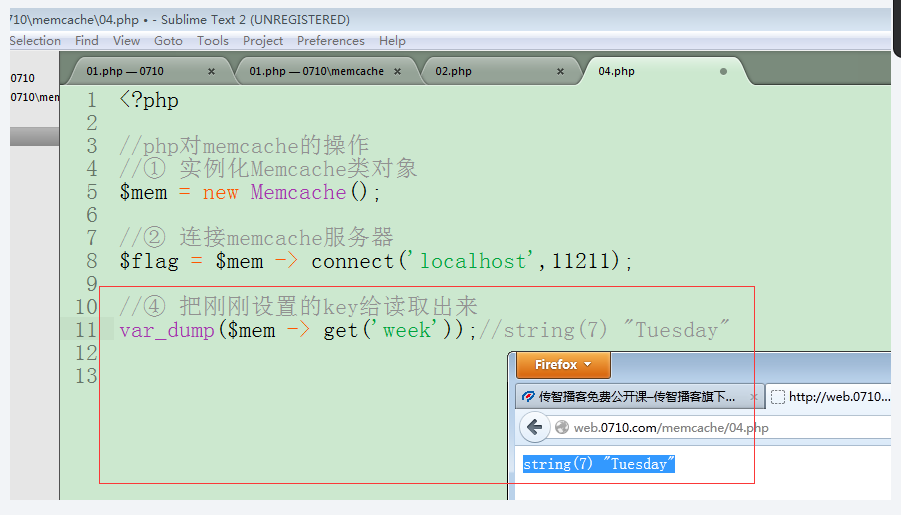 0710\memcache\04.php • - Sublime Text 2 (UNREGISTERED)
Selection Find View Goto Tools Project Preferences Help
0710
0710\mem
01.php — 0710 × 01.php — 0710\memcache × 02.php × 04.php
1 <?php
2
3 //php对memcache的操作
4 //① 实例化Memcache类对象
5 $mem = new Memcache();
6
7 //② 连接memcache服务器
8 $flag = $mem -> connect('localhost',11211);
9
10 //④ 把刚刚设置的key给读取出来
11 var_dump($mem -> get('week'));//string(7) "Tuesday"
12
13
Firefox
传智播客免费公开课–传智播客旗下... × http://web.0710...
web.0710.com/memcache/04.php
string(7) "Tuesday"